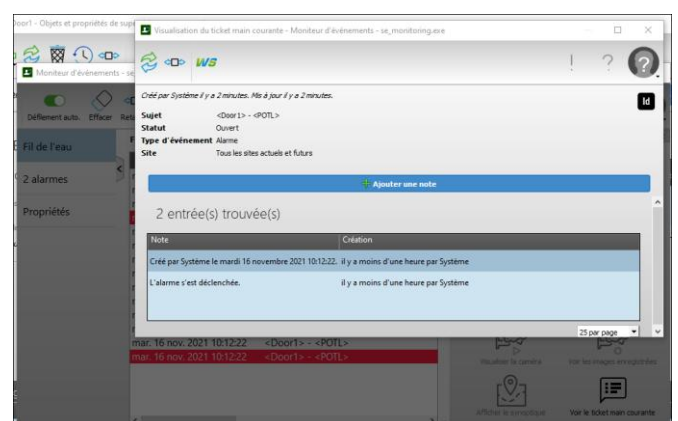 Door1 - Objets et propriétés de supe
Visualisation du ticket main courante - Moniteur d'événements - se_monitoring.exe
Moniteur d'événements - se
WS
Défilement auto.
Effacer
Créé par Système il y a 2 minutes. Mis à jour il y a 2 minutes.
Id
Sujet <Door1> - <POTL>
Statut Ouvert
Type d'événement Alarme
Site Tous les sites actuels et futurs
Fil de l'eau
2 alarmes
Propriétés
Ajouter une note
2 entrée(s) trouvée(s)
Note Création
Créé par Système le mardi 16 novembre 2021 10:12:22. il y a moins d'une heure par Système
L'alarme s'est déclenchée. il y a moins d'une heure par Système
25 par page
mar. 16 nov. 2021 10:12:22 <Door1> - <POTL>
mar. 16 nov. 2021 10:12:22 <Door1> - <POTL>
Visualiser la caméra
Voir les images enregistrées
Afficher le synoptique
Voir le ticket main courante